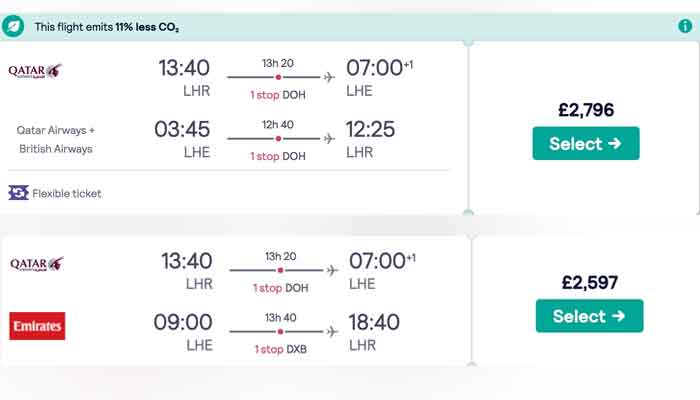 This flight emits 11% less CO₂
QATAR
13:40 13h 20 07:00+1
LHR 1 stop DOH LHE
Qatar Airways +
British Airways
03:45 12h 40 12:25
LHE 1 stop DOH LHR
£2,796
Select →
Flexible ticket
QATAR
13:40 13h 20 07:00+1
LHR 1 stop DOH LHE
Emirates
09:00 13h 40 18:40
LHE 1 stop DXB LHR
£2,597
Select →